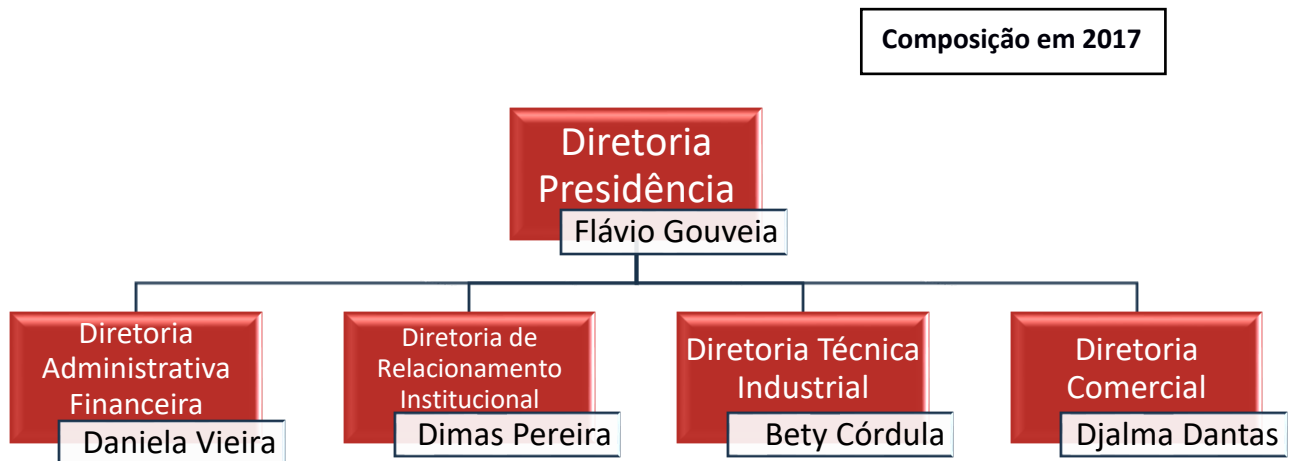 Composição em 2017
Diretoria
Presidência
Flávio Gouveia
Diretoria
Administrativa
Financeira
Daniela Vieira
Diretoria de
Relacionamento
Institucional
Dimas Pereira
Diretoria Técnica
Industrial
Bety Córdula
Diretoria
Comercial
Djalma Dantas